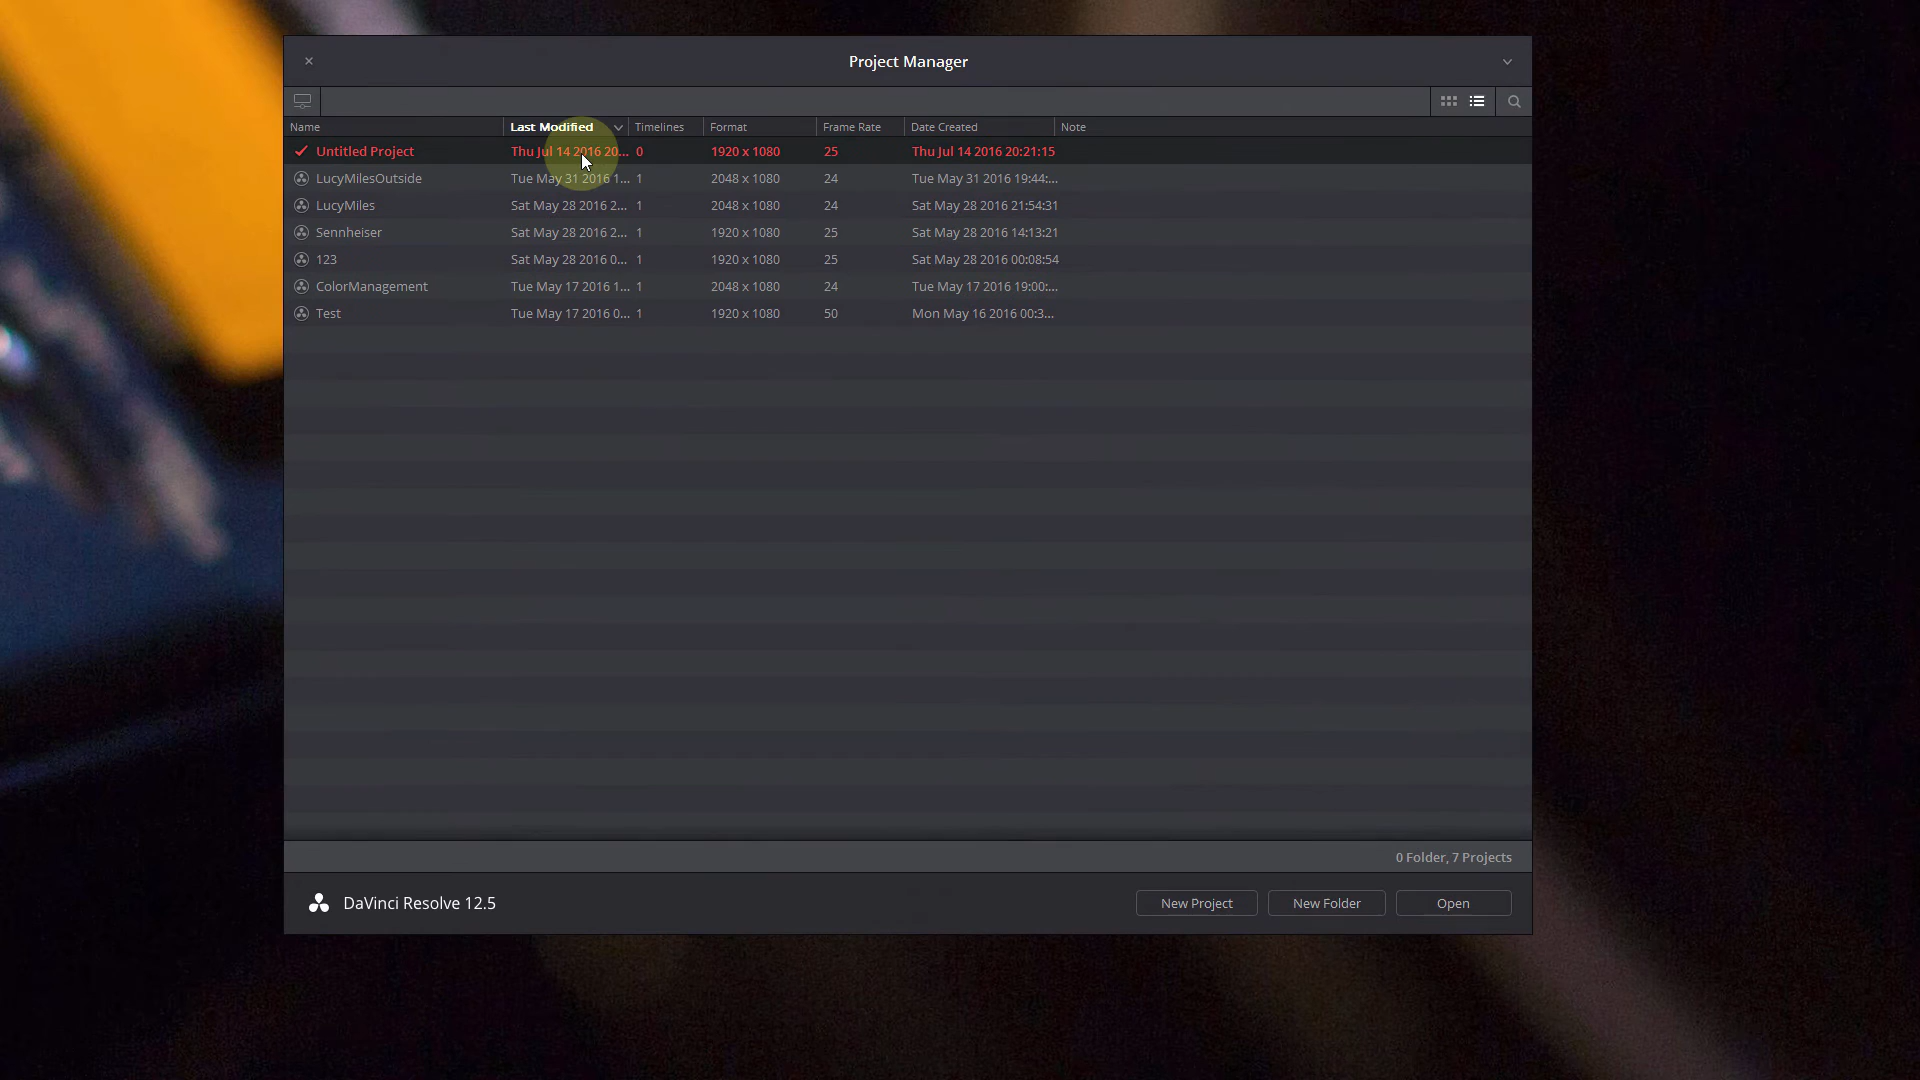 Project Manager
Name Last Modified Timelines Format Frame Rate Date Created Note
Untitled Project Thu Jul 14 2016 20... 0 1920 x 1080 25 Thu Jul 14 2016 20:21:15
LucyMilesOutside Tue May 31 2016 1... 1 2048 x 1080 24 Tue May 31 2016 19:44:...
LucyMiles Sat May 28 2016 2... 1 2048 x 1080 24 Sat May 28 2016 21:54:31
Sennheiser Sat May 28 2016 2... 1 1920 x 1080 25 Sat May 28 2016 14:13:21
123 Sat May 28 2016 0... 1 1920 x 1080 25 Sat May 28 2016 00:08:54
ColorManagement Tue May 17 2016 1... 1 2048 x 1080 24 Tue May 17 2016 19:00:...
Test Tue May 17 2016 0... 1 1920 x 1080 50 Mon May 16 2016 00:3...
0 Folder, 7 Projects
DaVinci Resolve 12.5 New Project New Folder Open